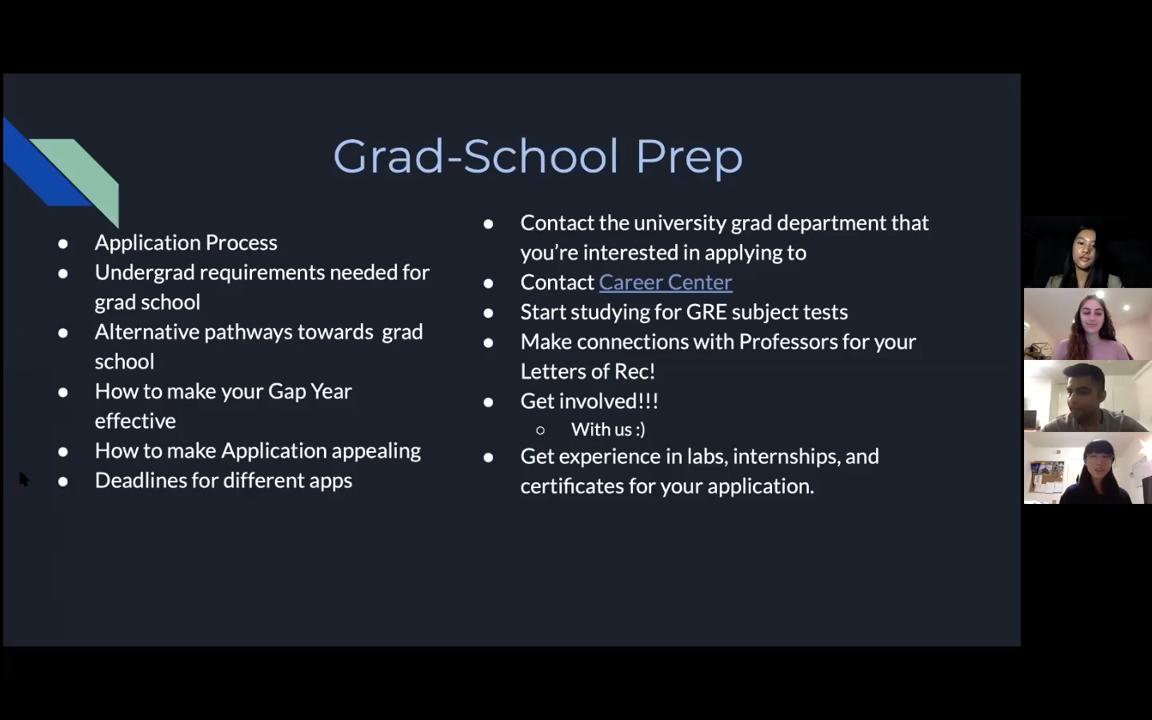 Grad-School Prep
Application Process
Undergrad requirements needed for
grad school
Alternative pathways towards grad
school
How to make your Gap Year
effective
How to make Application appealing
Deadlines for different apps
Contact the university grad department that
you're interested in applying to
Contact Career Center
Start studying for GRE subject tests
Make connections with Professors for your
Letters of Rec!
Get involved!!!
With us :)
Get experience in labs, internships, and
certificates for your application.